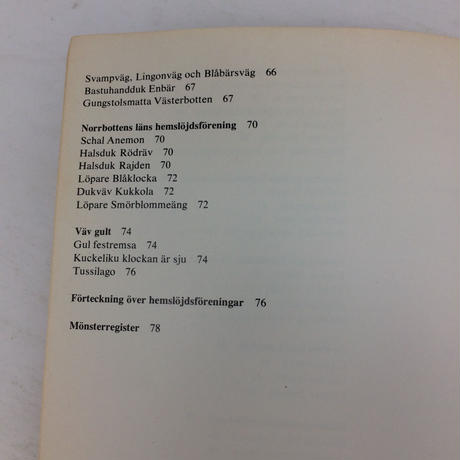 Svampväg, Lingonväg och Blåbärsväg 66
Bastuhandduk Enbär 67
Gungstolsmatta Västerbotten 67
Norrbottens läns hemslöjdsförening 70
Schal Anemon 70
Halsduk Rödräv 70
Halsduk Rajden 70
Löpare Blåklocka 72
Dukväv Kukkola 72
Löpare Smörblommeäng 72
Väv gult 74
Gul festremsa 74
Kuckeliku klockan är sju 74
Tussilago 76
Förteckning över hemslöjdsföreningar 76
Mönsterregister 78